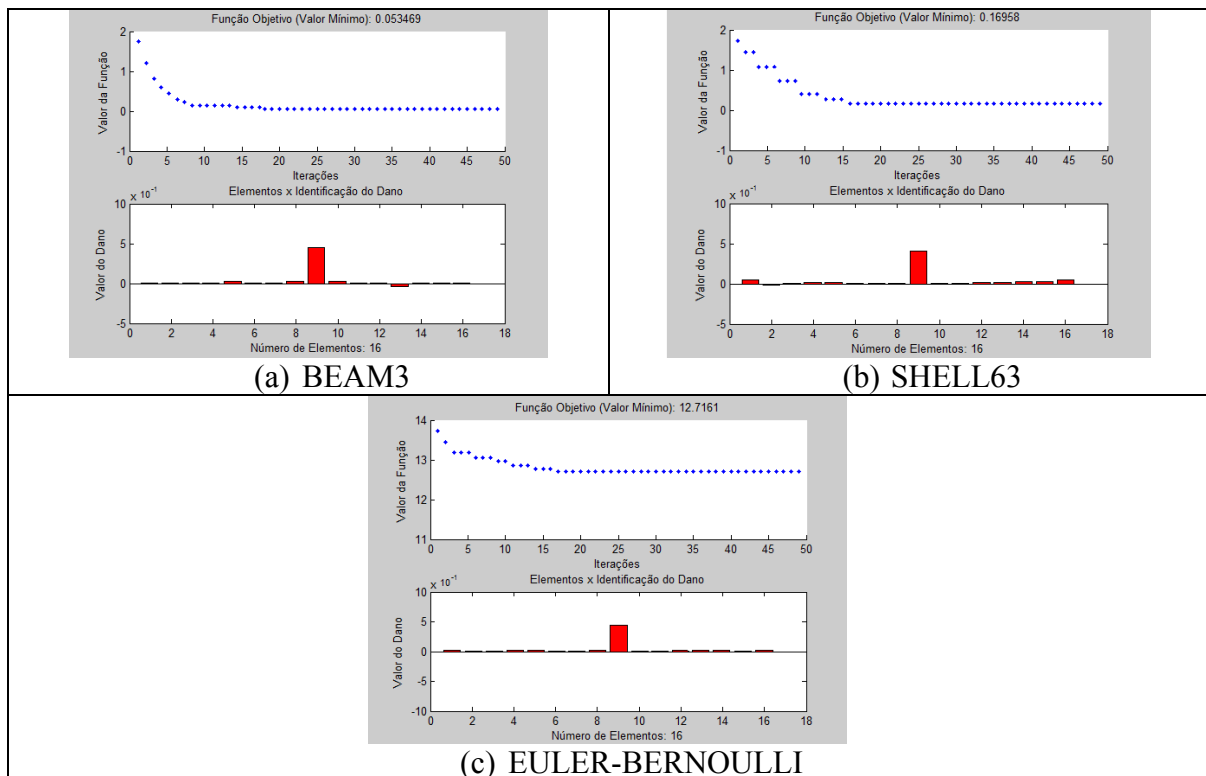 Função Objetivo (Valor Mínimo): 0.053469
Valor da Função
2
1
0
-1
0 5 10 15 20 25 30 35 40 45 50
Iterações
Elementos x Identificação do Dano
x 10⁻¹
Valor do Dano
10
5
0
-5
0 2 4 6 8 10 12 14 16 18
Número de Elementos: 16
(a) BEAM3
Função Objetivo (Valor Mínimo): 0.16958
Valor da Função
2
1
0
-1
0 5 10 15 20 25 30 35 40 45 50
Iterações
Elementos x Identificação do Dano
x 10⁻¹
Valor do Dano
10
5
0
-5
0 2 4 6 8 10 12 14 16 18
Número de Elementos: 16
(b) SHELL63
Função Objetivo (Valor Mínimo): 12.7161
Valor da Função
14
13
12
11
0 5 10 15 20 25 30 35 40 45 50
Iterações
Elementos x Identificação do Dano
x 10⁻¹
Valor do Dano
10
5
0
-5
-10
0 2 4 6 8 10 12 14 16 18
Número de Elementos: 16
(c) EULER-BERNOULLI